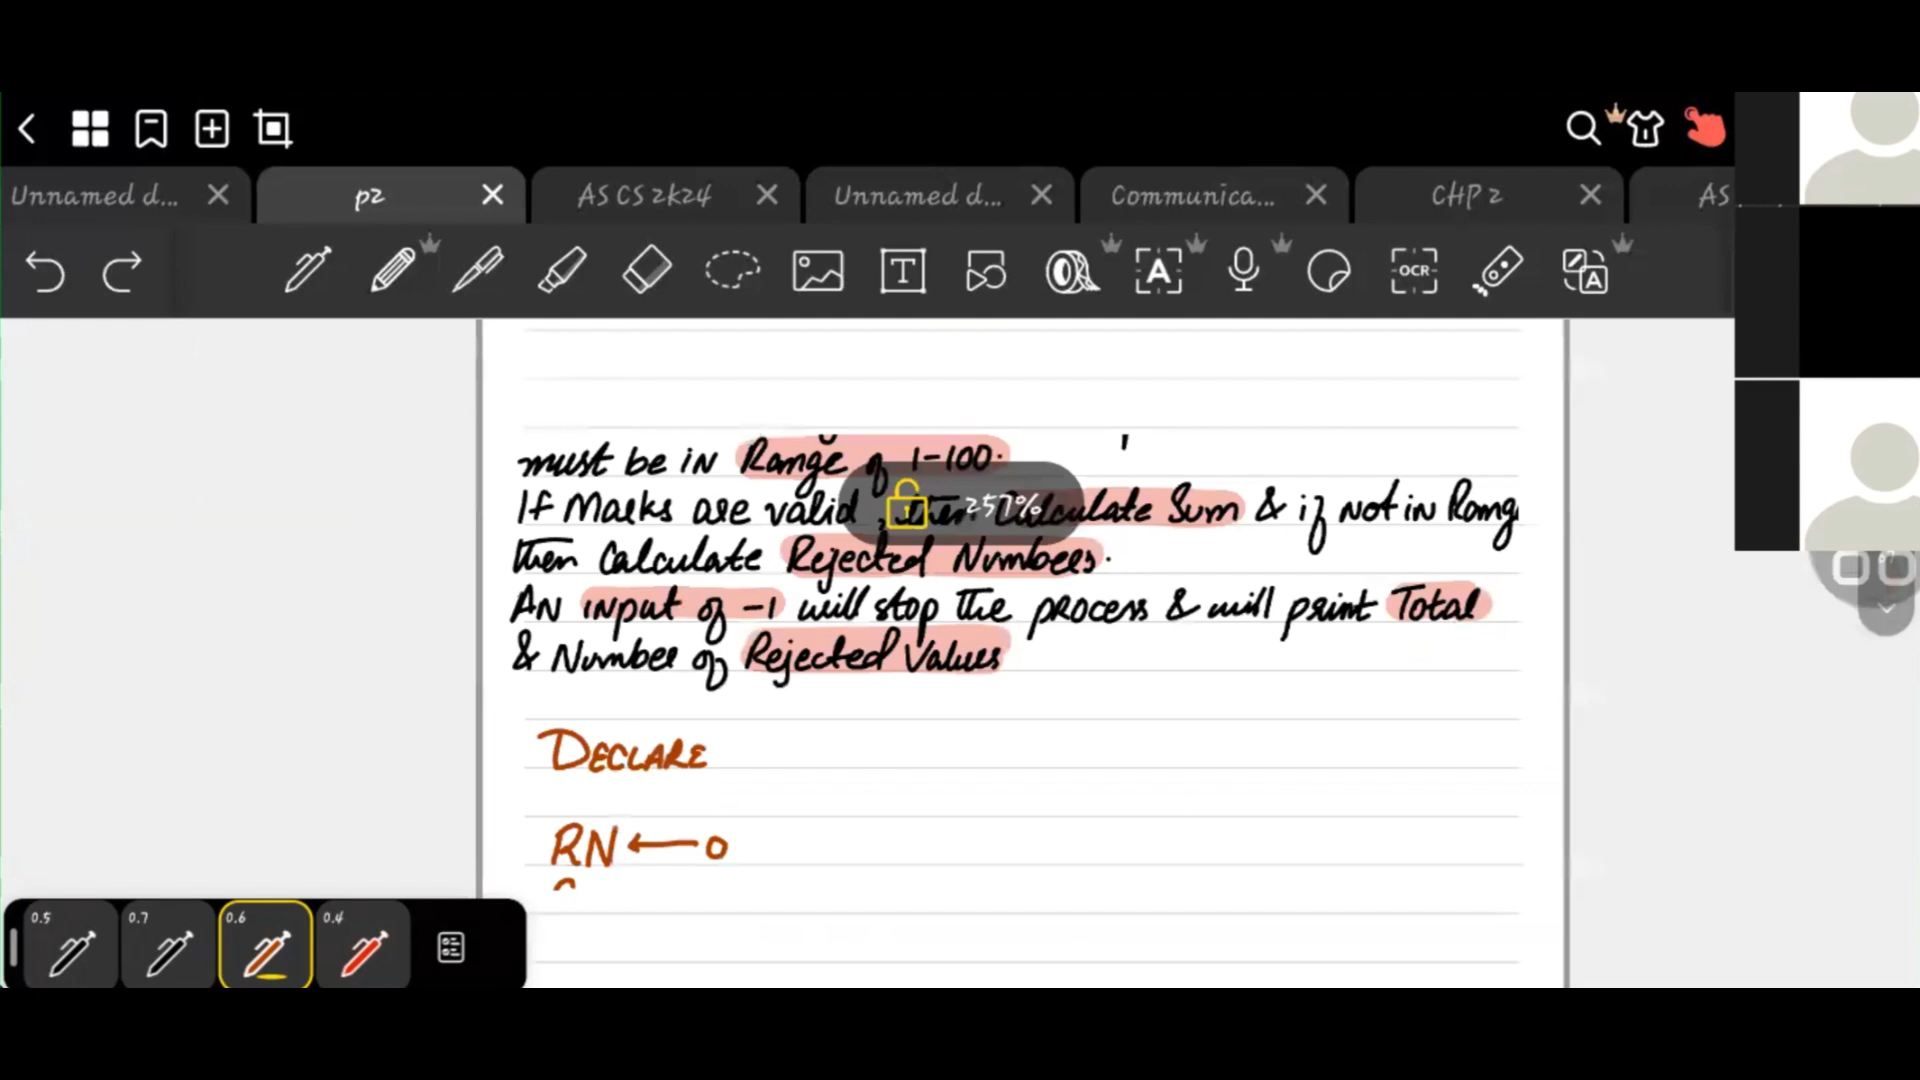 Unnamed d...
p2
AS CS 2k24
Unnamed d...
Communica...
CHP 2
AS
T
A
OCR
A
must be in Range of 1-100.
If Marks are valid, then Calculate Sum & if not in Rang
257%
then Calculate Rejected Numbers.
An input of -1 will stop the process & will print Total
& Number of Rejected Values
DECLARE
RN ← 0
0.5
0.7
0.6
0.4